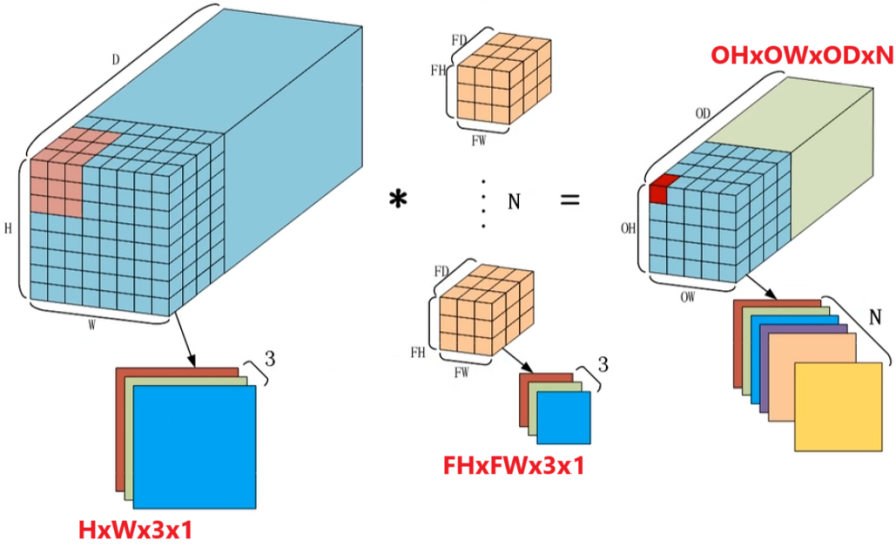 D
H
W
HxWx3x1
3
*
FD
FH
FW
N
=
FD
FH
FW
3
FHxFWx3x1
OHxOWxODxN
OD
OH
OW
N